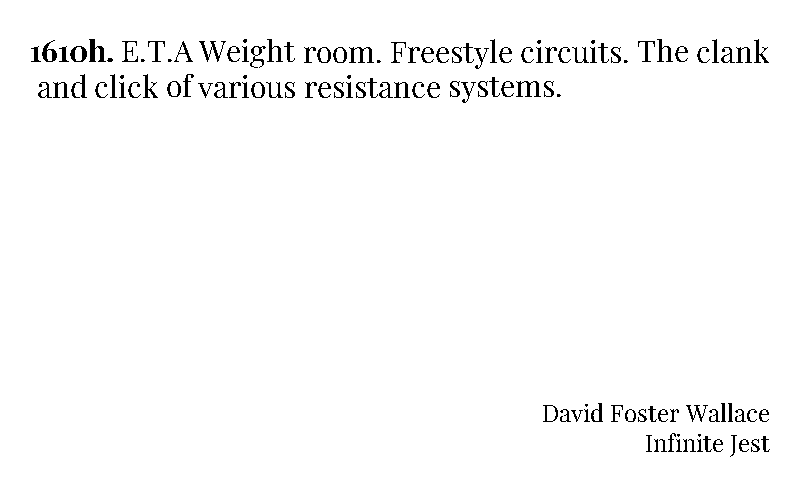 1610h. E.T.A Weight room. Freestyle circuits. The clank
and click of various resistance systems.
David Foster Wallace
Infinite Jest